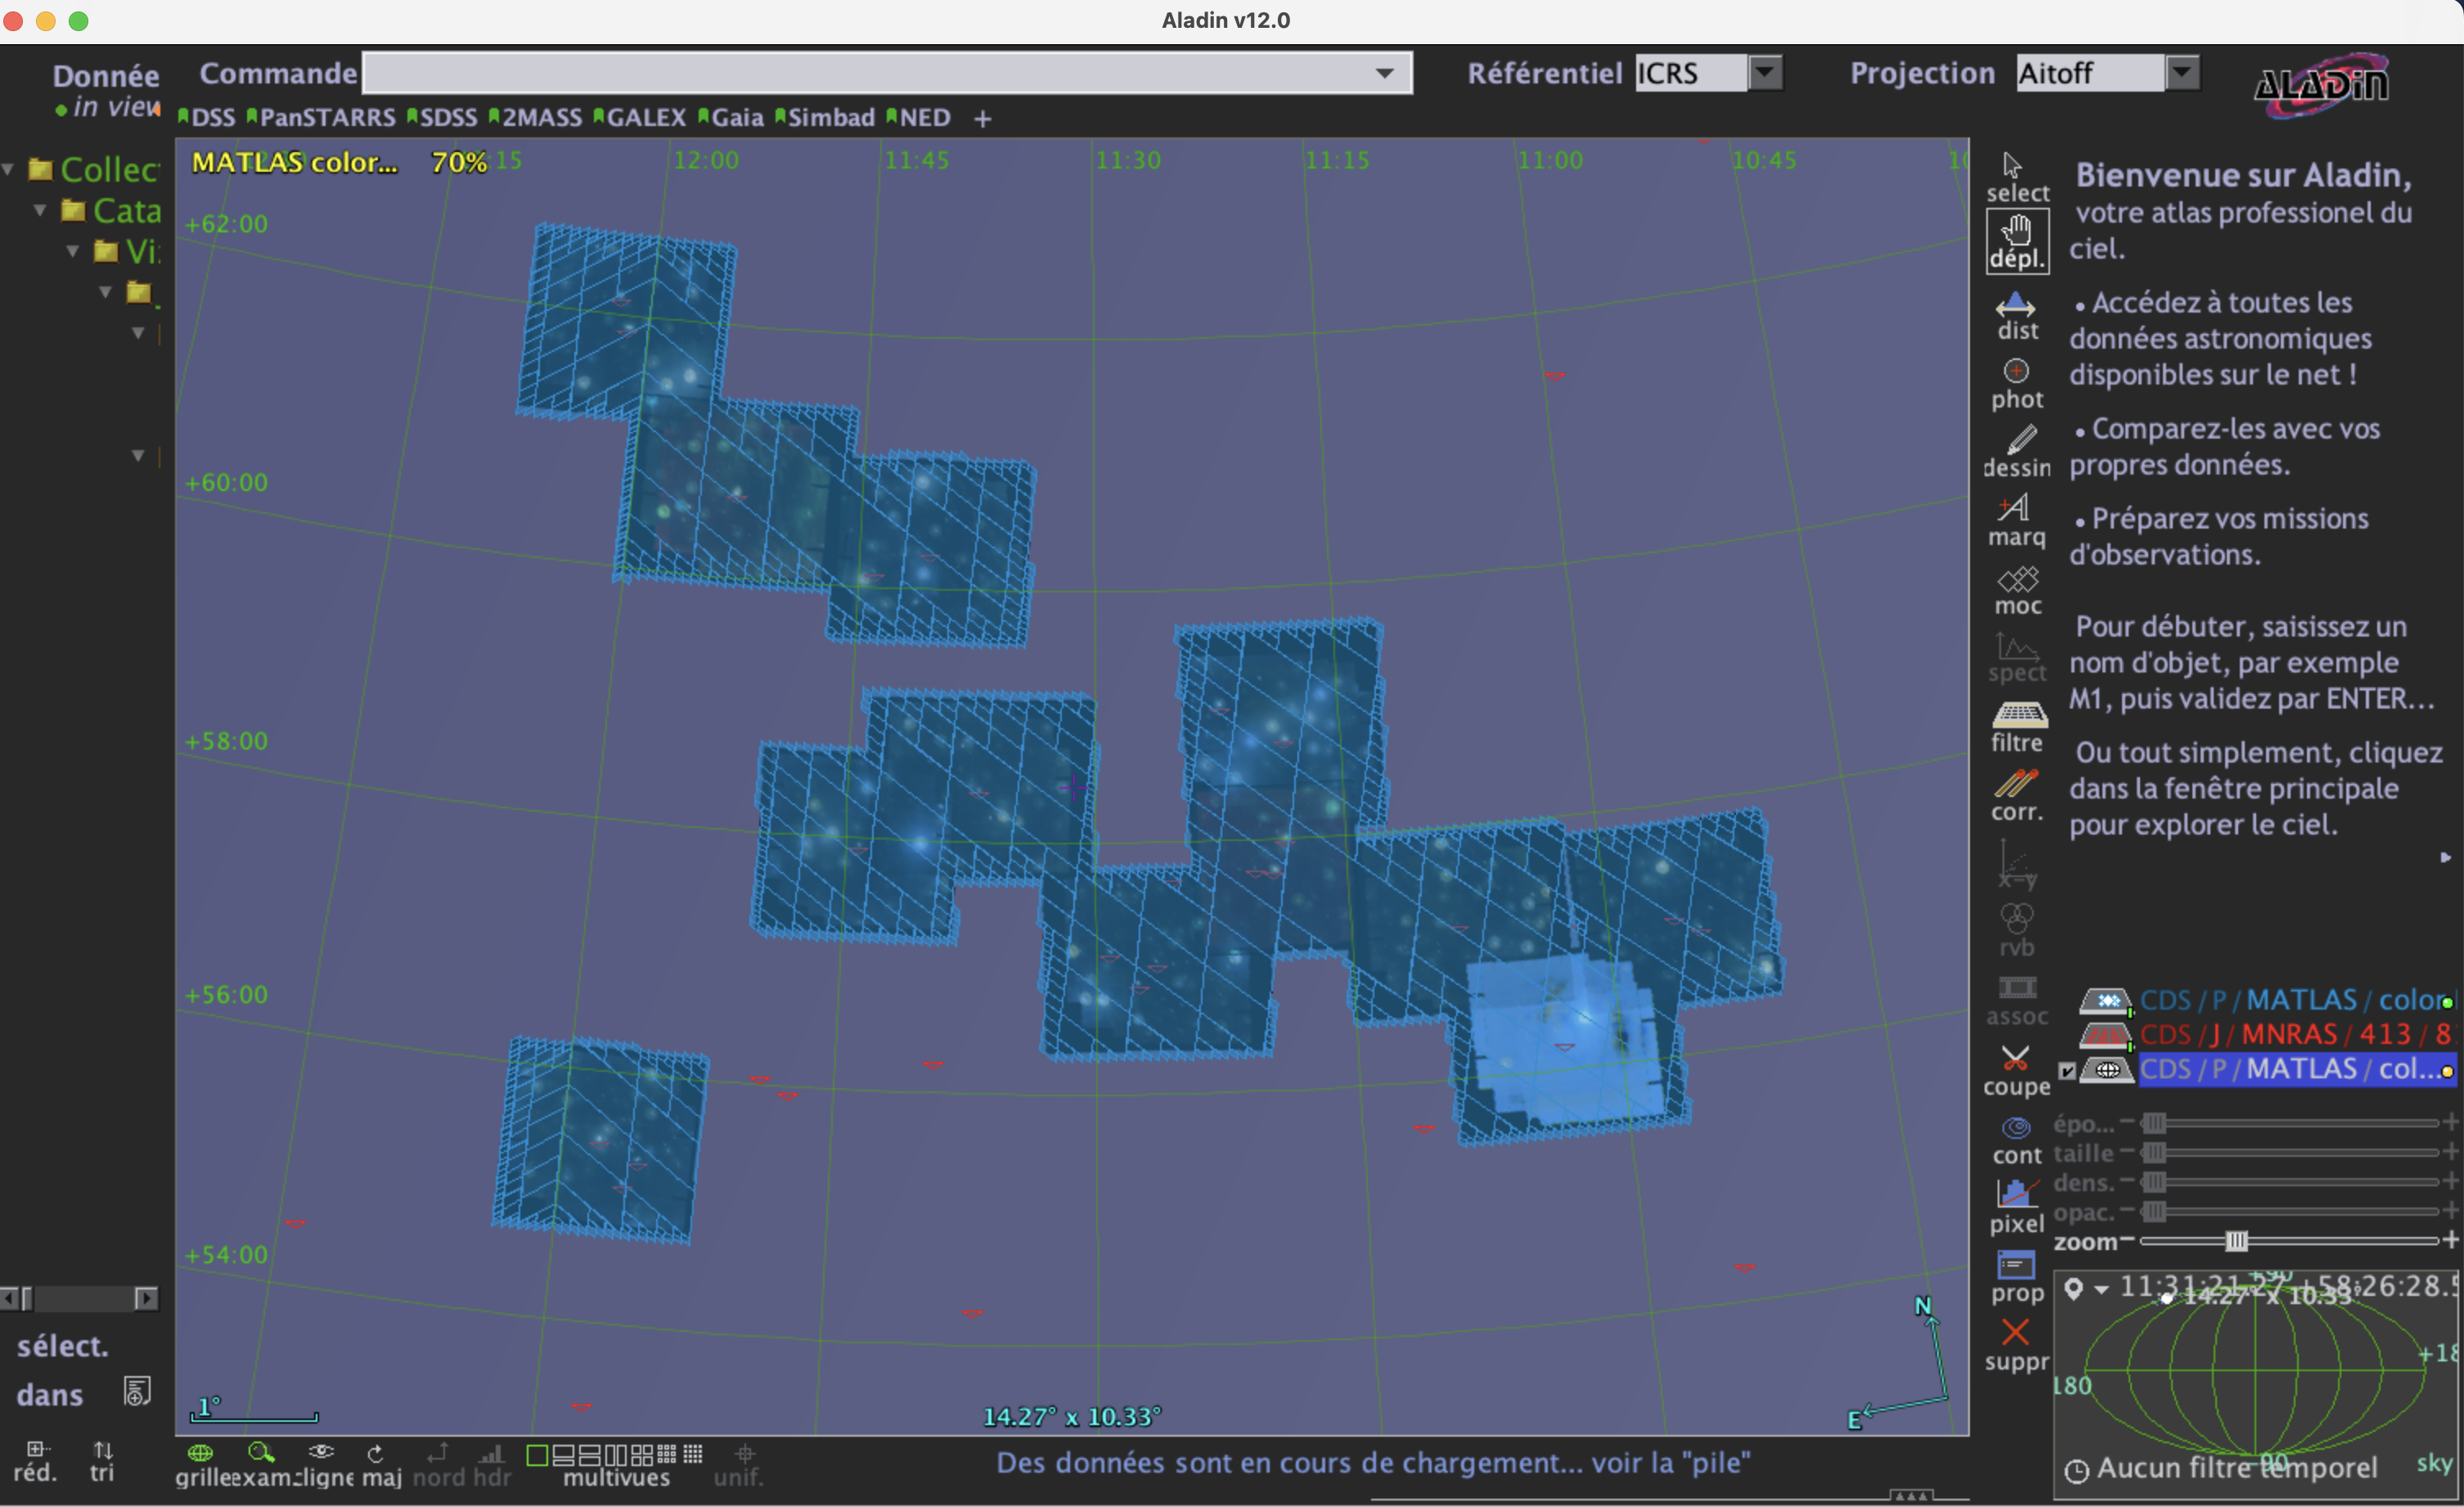 Aladin v12.0
Donnée
in view
Commande
Référentiel ICRS
Projection Aitoff
ALADiN
DSS PanSTARRS SDSS 2MASS GALEX Gaia Simbad NED +
Collec
Cata
Vi
MATLAS color... 70%
:15 12:00 11:45 11:30 11:15 11:00 10:45
+62:00
+60:00
+58:00
+56:00
+54:00
1°
14.27° x 10.33°
N
E
select
dépl.
dist
phot
dessin
marq
moc
spect
filtre
corr.
x-y
rvb
assoc
coupe
cont
pixel
prop
suppr
Bienvenue sur Aladin,
votre atlas professionel du
ciel.
• Accédez à toutes les
données astronomiques
disponibles sur le net !
• Comparez-les avec vos
propres données.
• Préparez vos missions
d'observations.
Pour débuter, saisissez un
nom d'objet, par exemple
M1, puis validez par ENTER...
Ou tout simplement, cliquez
dans la fenêtre principale
pour explorer le ciel.
CDS / P / MATLAS / color
CDS / J / MNRAS / 413 / 8
CDS / P / MATLAS / col...
épo... − +
taille − +
dens. − +
opac. − +
zoom − +
11:31:21.27 +58:26:28.5
+90
14.27° x 10.33°
+18
180
-90
Aucun filtre temporel
sky
sélect.
dans
réd. tri
grille exam. ligne maj nord hdr multivues unif.
Des données sont en cours de chargement... voir la "pile"